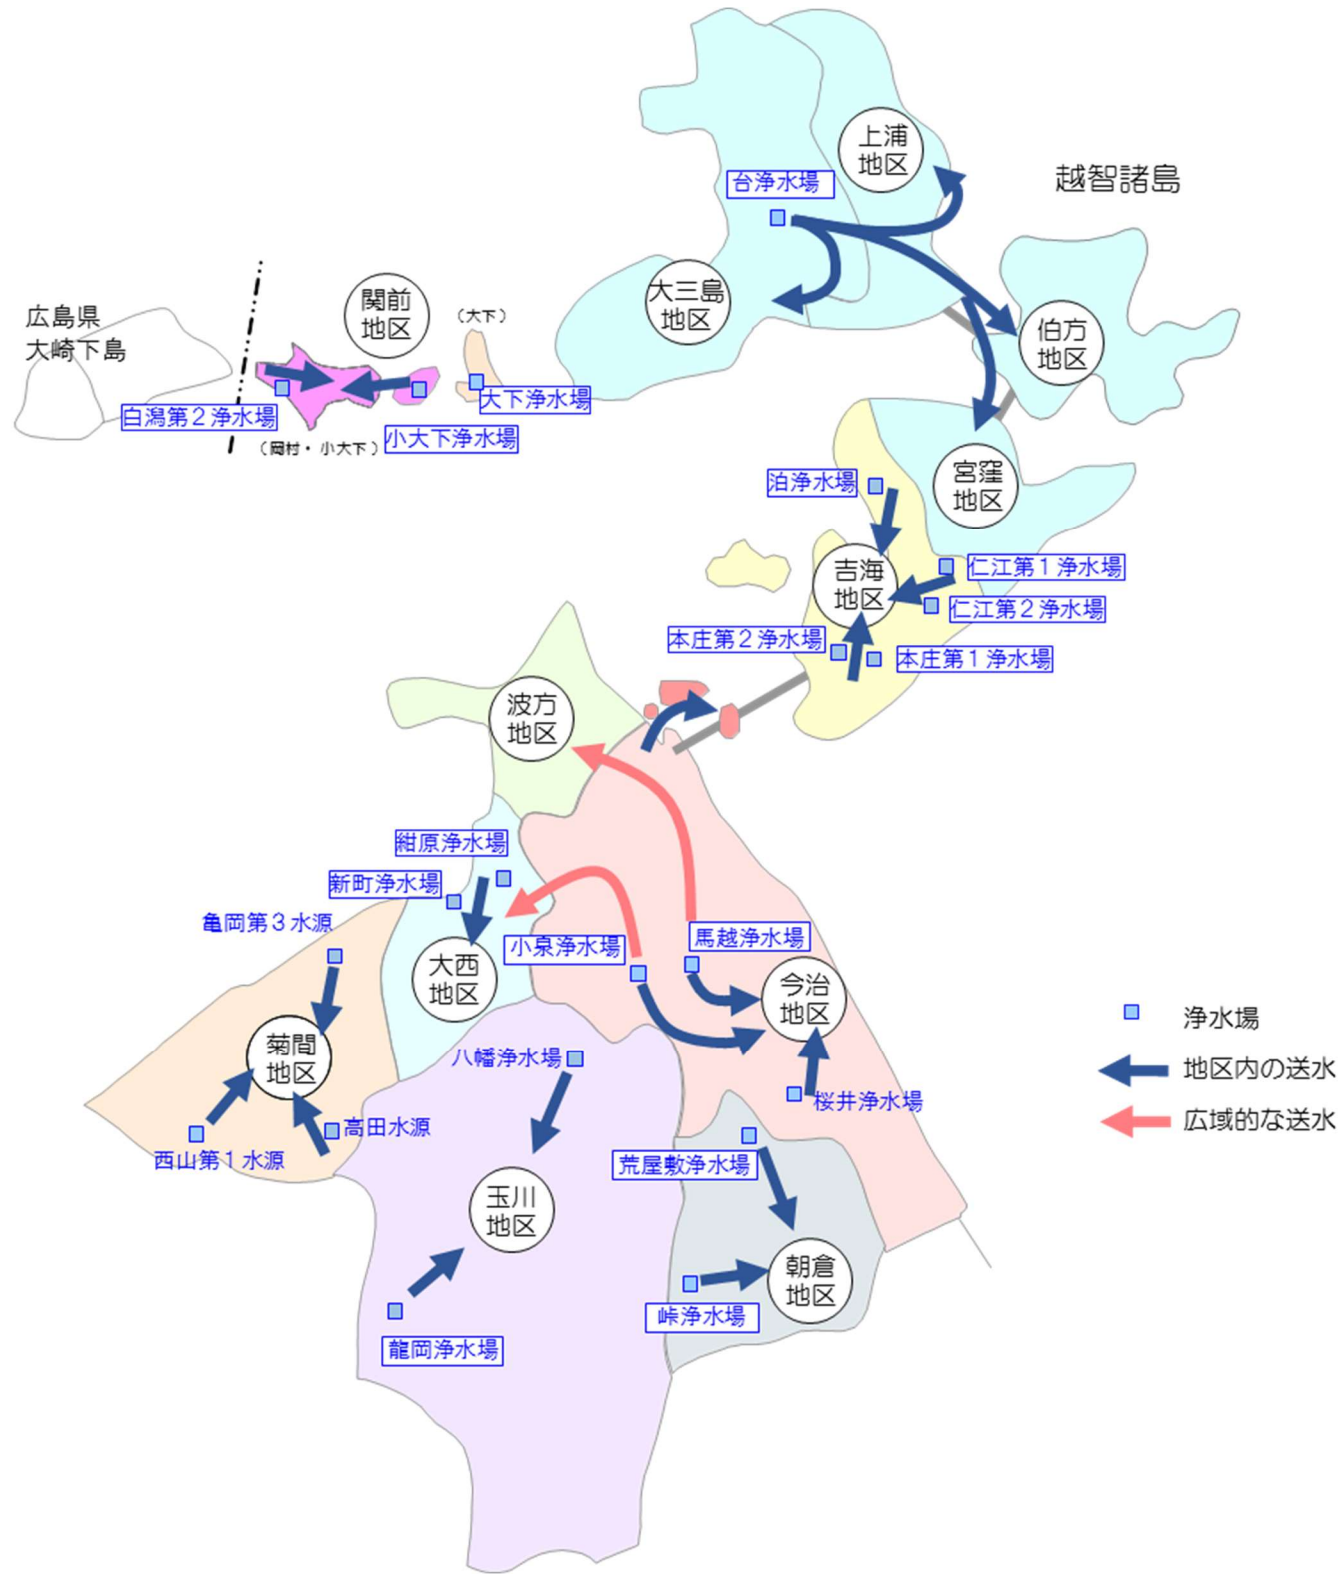 上浦
地区
越智諸島
台浄水場
大三島
地区
関前
地区
(大下)
広島県
大崎下島
伯方
地区
大下浄水場
白潟第2浄水場
小大下浄水場
(岡村・小大下)
宮窪
地区
泊浄水場
吉海
地区
仁江第1浄水場
仁江第2浄水場
本庄第2浄水場
本庄第1浄水場
波方
地区
紺原浄水場
新町浄水場
亀岡第3水源
小泉浄水場
馬越浄水場
大西
地区
今治
地区
浄水場
菊間
地区
八幡浄水場
地区内の送水
桜井浄水場
広域的な送水
高田水源
西山第1水源
荒屋敷浄水場
玉川
地区
朝倉
地区
峠浄水場
龍岡浄水場